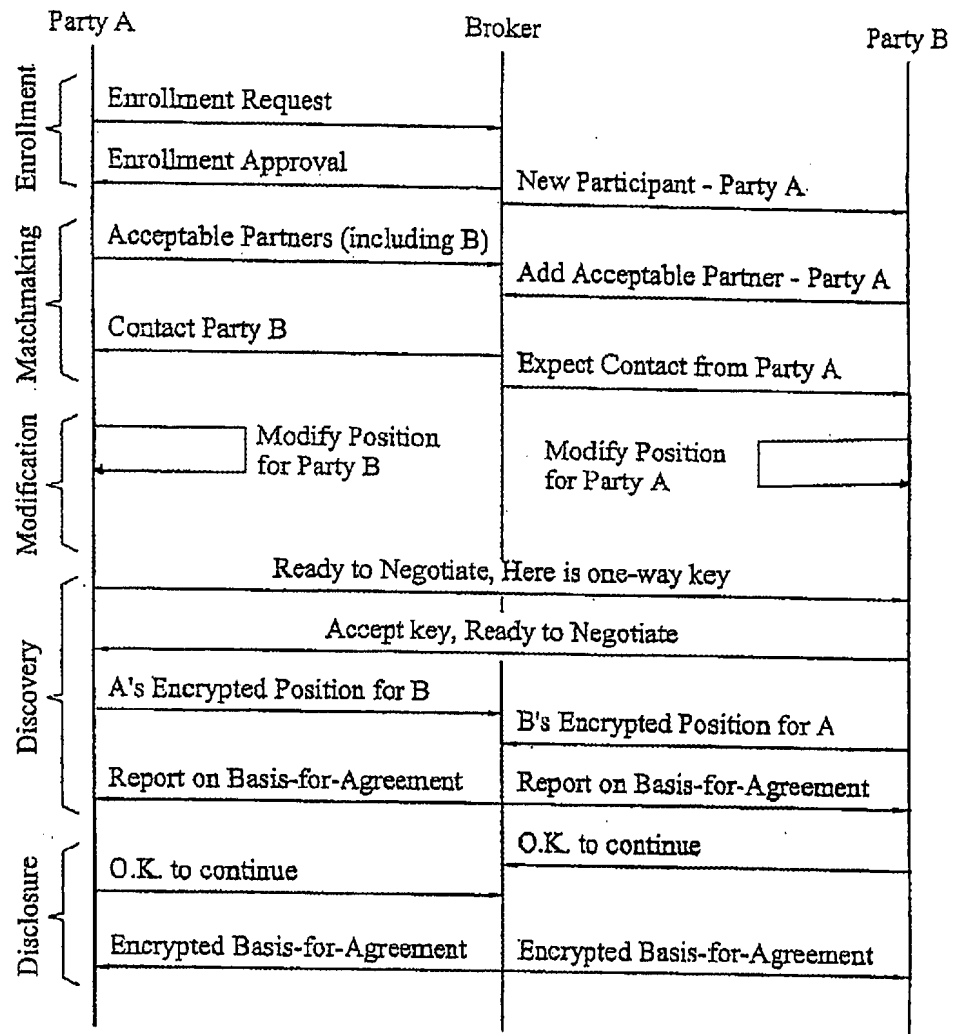 Party A
Broker
Party B
Enrollment
Enrollment Request
Enrollment Approval
New Participant - Party A
Matchmaking
Acceptable Partners (including B)
Add Acceptable Partner - Party A
Contact Party B
Expect Contact from Party A
Modification
Modify Position
for Party B
Modify Position
for Party A
Discovery
Ready to Negotiate, Here is one-way key
Accept key, Ready to Negotiate
A's Encrypted Position for B
B's Encrypted Position for A
Report on Basis-for-Agreement
Report on Basis-for-Agreement
Disclosure
O.K. to continue
O.K. to continue
Encrypted Basis-for-Agreement
Encrypted Basis-for-Agreement